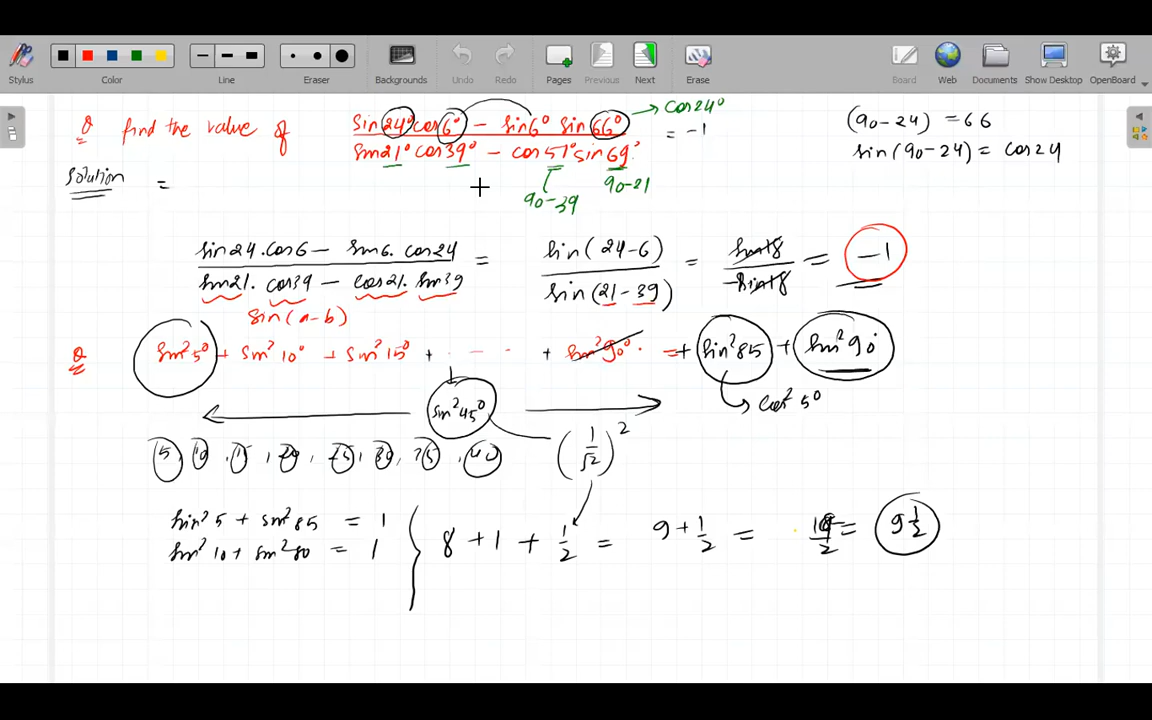 Stylus Color Line Eraser Backgrounds Undo Redo Pages Previous Next Erase Board Web Documents Show Desktop OpenBoard
Q find the value of sin24° cos6° - sin6° sin66° → cos24°
sin21° cos39° - cos51° sin69° = -1
(90-24) = 66
sin(90-24) = cos24
Solution =
90-39 90-21
sin24.cos6 - sin6.cos24 = sin(24-6) = sin18 = -1
sin21.cos39 - cos21.sin39 sin(21-39) -sin18
sin(a-b)
Q sin²5° + sin²10° + sin²15° + - - - + sin²90° = + sin²85 + sin²90°
sin²45° cos²5°
5, 10, 15, 20, 25, 30, 35, 40 (1/√2)²
sin²5 + sin²85 = 1
sin²10 + sin²80 = 1 } 8 + 1 + 1/2 = 9 + 1/2 = 19/2 = 9 1/2